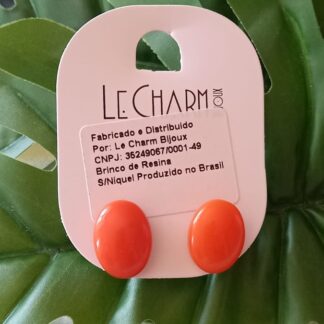 LE CHARM BIJOUX
Fabricado e Distribuido
Por: Le Charm Bijoux
CNPJ: 35249067/0001-49
Brinco de Resina
S/Niquel Produzido no Brasil